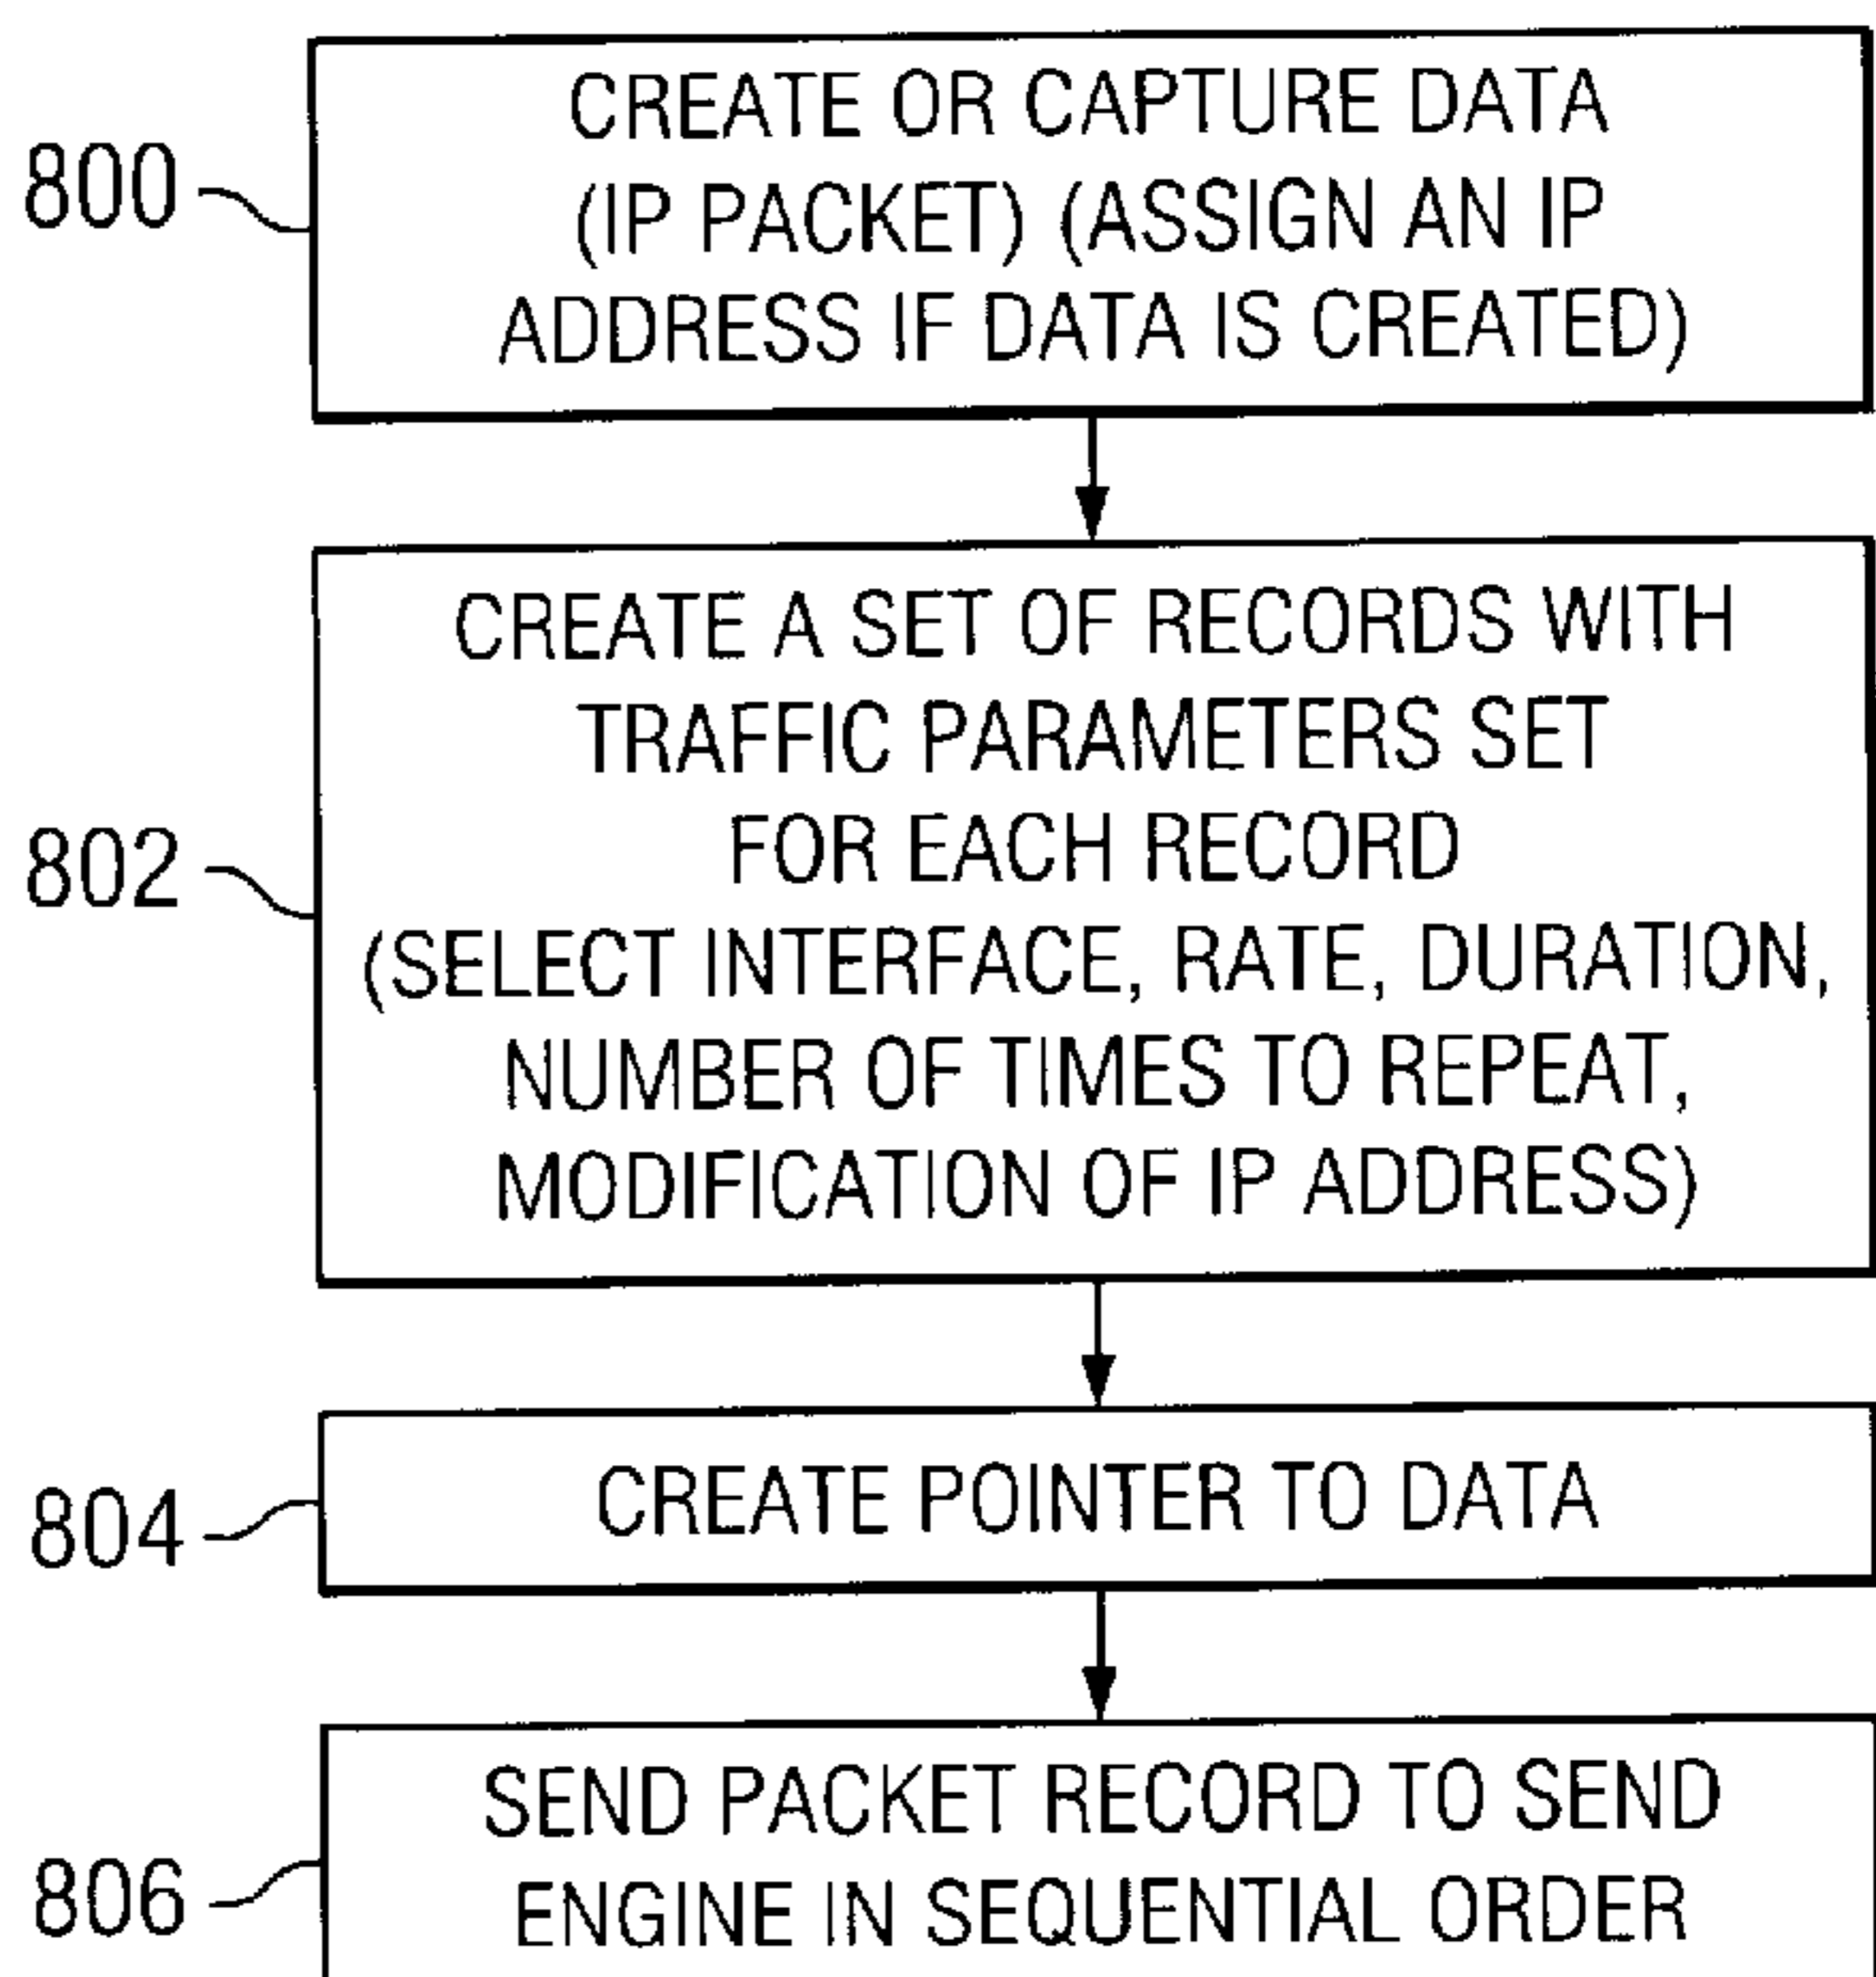 800
CREATE OR CAPTURE DATA
(IP PACKET) (ASSIGN AN IP
ADDRESS IF DATA IS CREATED)
802
CREATE A SET OF RECORDS WITH
TRAFFIC PARAMETERS SET
FOR EACH RECORD
(SELECT INTERFACE, RATE, DURATION,
NUMBER OF TIMES TO REPEAT,
MODIFICATION OF IP ADDRESS)
804
CREATE POINTER TO DATA
806
SEND PACKET RECORD TO SEND
ENGINE IN SEQUENTIAL ORDER